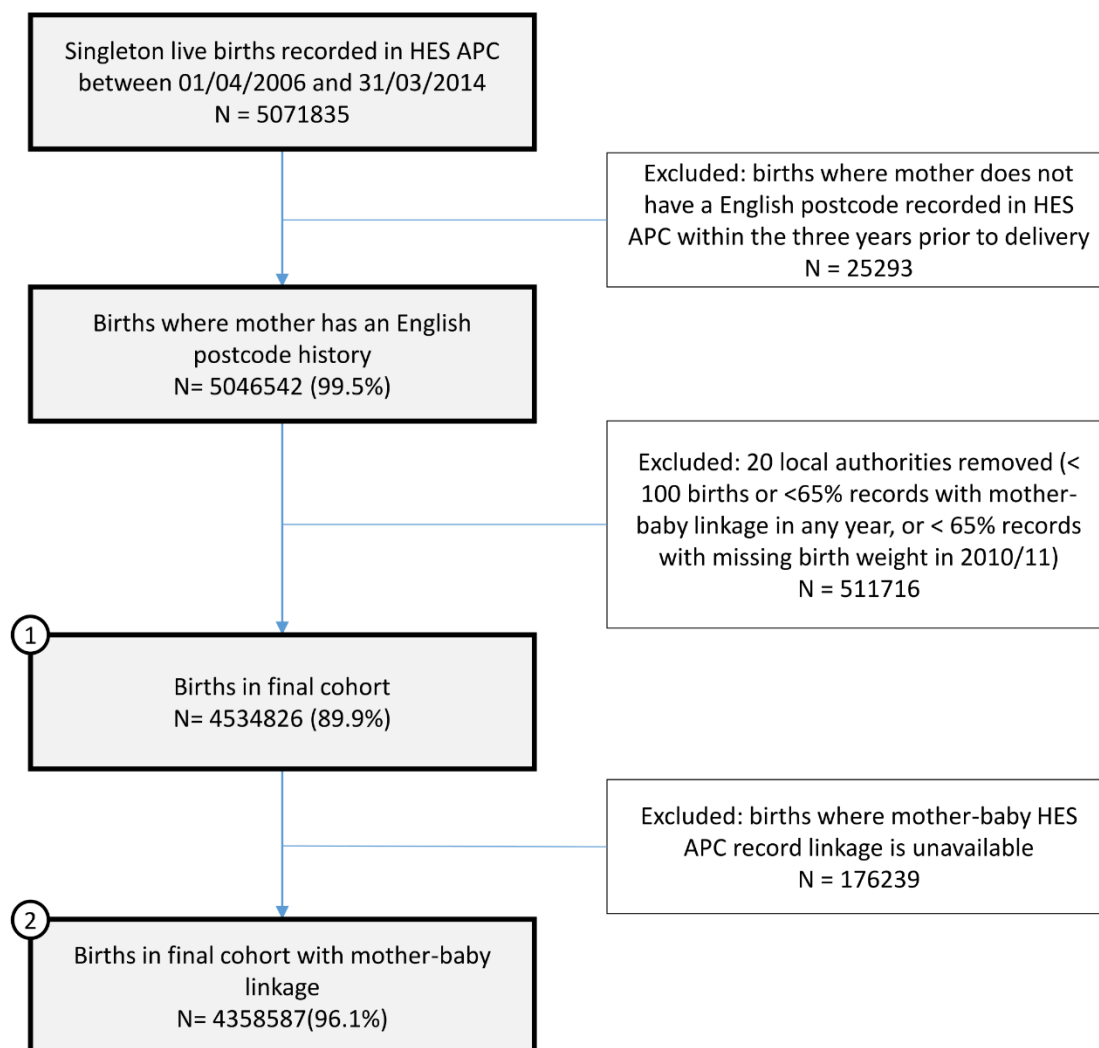 Singleton live births recorded in HES APC
between 01/04/2006 and 31/03/2014
N = 5071835
Excluded: births where mother does not
have a English postcode recorded in HES
APC within the three years prior to delivery
N = 25293
Births where mother has an English
postcode history
N= 5046542 (99.5%)
Excluded: 20 local authorities removed (<
100 births or <65% records with mother-
baby linkage in any year, or < 65% records
with missing birth weight in 2010/11)
N = 511716
1
Births in final cohort
N= 4534826 (89.9%)
Excluded: births where mother-baby HES
APC record linkage is unavailable
N = 176239
2
Births in final cohort with mother-baby
linkage
N= 4358587(96.1%)